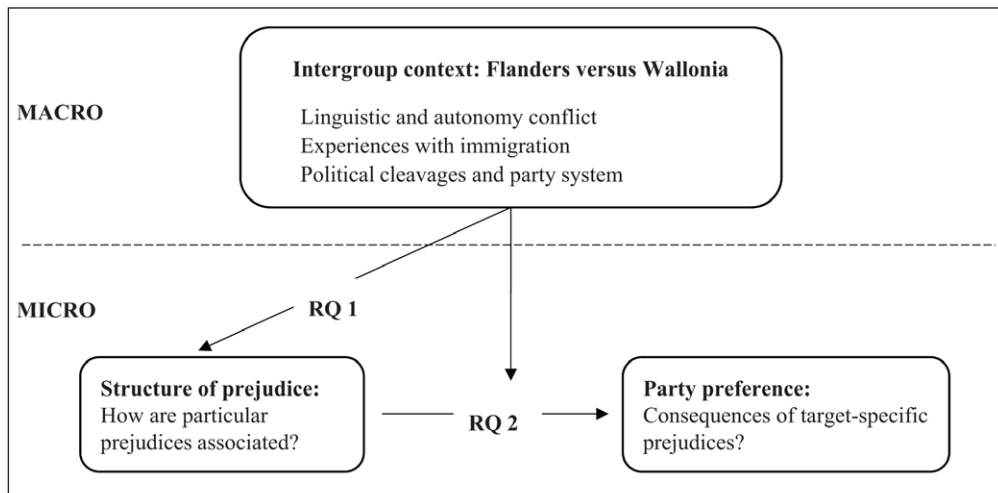 Intergroup context: Flanders versus Wallonia
MACRO
Linguistic and autonomy conflict
Experiences with immigration
Political cleavages and party system
MICRO
RQ 1
Structure of prejudice:
How are particular
prejudices associated?
RQ 2
Party preference:
Consequences of target-specific
prejudices?